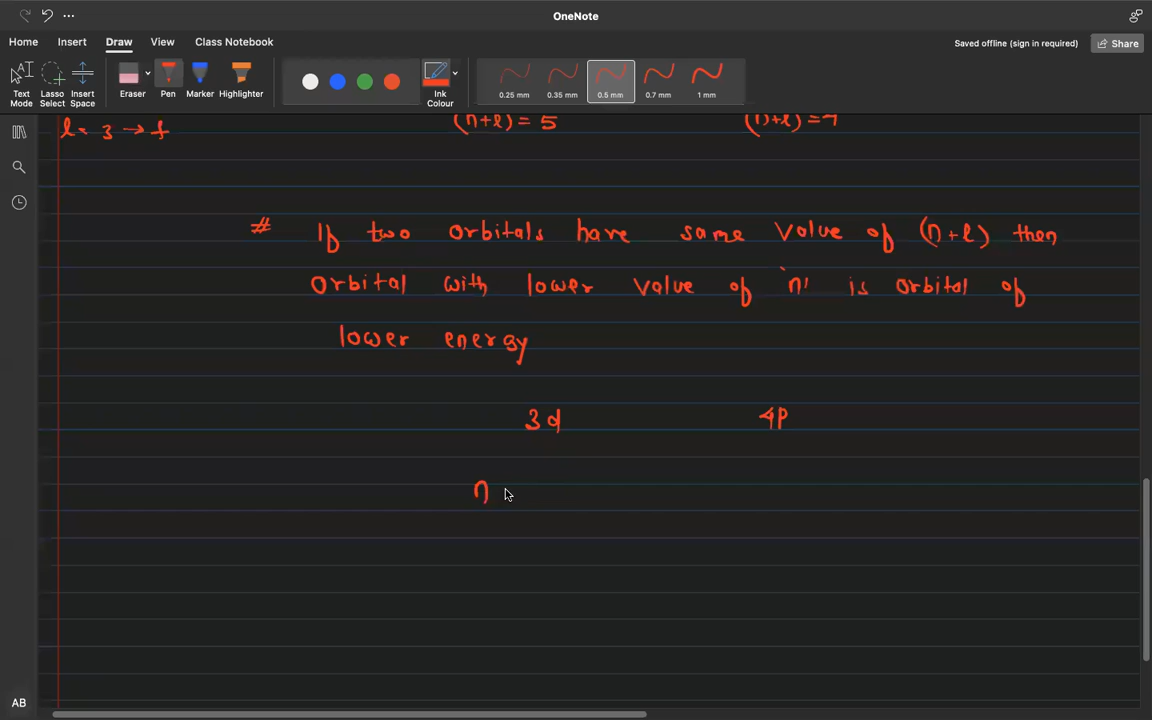 OneNote
Home Insert Draw View Class Notebook
Saved offline (sign in required) Share
Text Mode Lasso Select Insert Space Eraser Pen Marker Highlighter Ink Colour 0.25 mm 0.35 mm 0.5 mm 0.7 mm 1 mm
l = 3 → f (n+l) = 5 (n+l) = 4
# If two orbitals have same value of (n+l) then
orbital with lower value of 'n' is orbital of
lower energy
3d 4p
n
AB